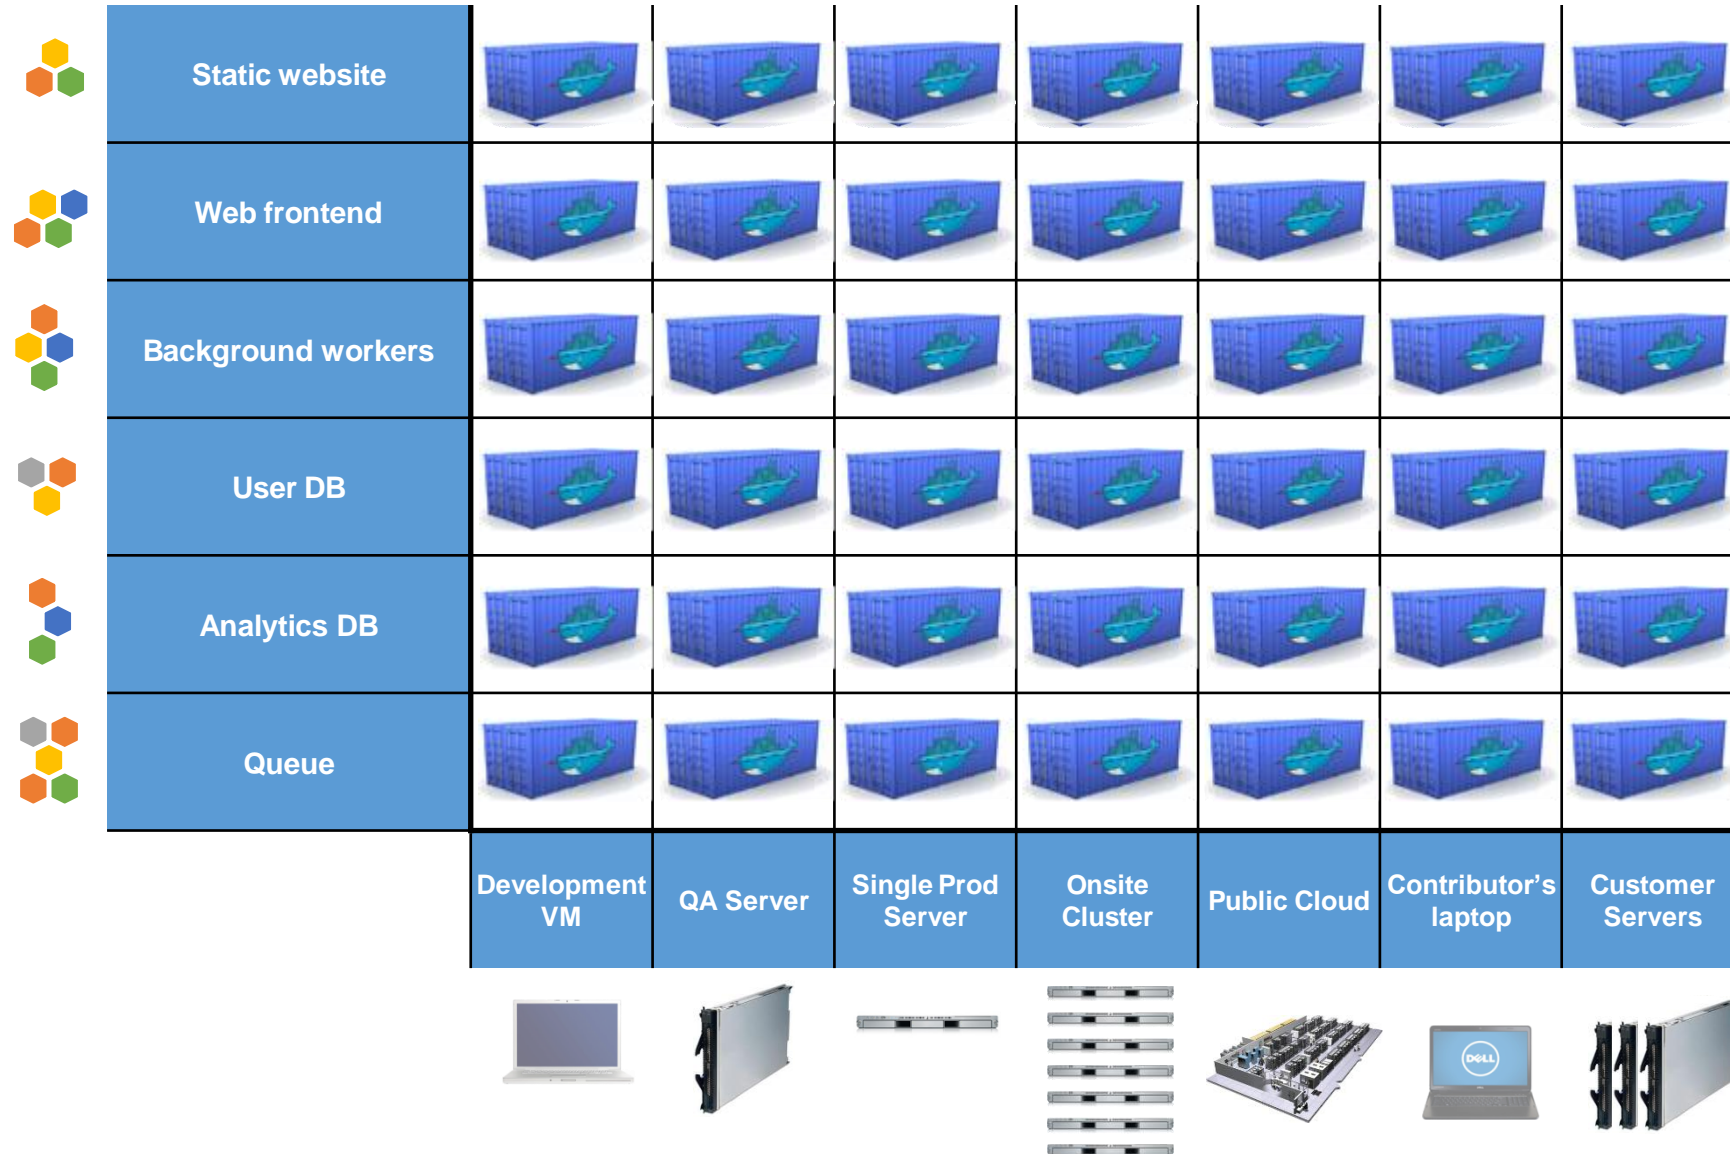 Static website
Web frontend
Background workers
User DB
Analytics DB
Queue
Development
VM
QA Server
Single Prod
Server
Onsite
Cluster
Public Cloud
Contributor’s
laptop
Customer
Servers
DELL